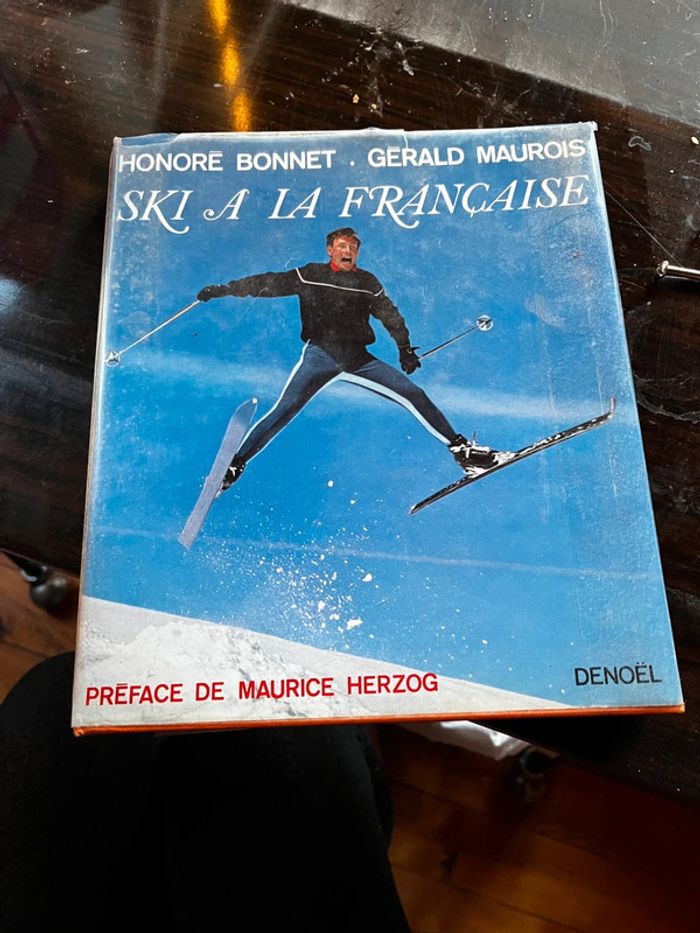 HONORÉ BONNET . GÉRALD MAUROIS
SKI A LA FRANÇAISE
PRÉFACE DE MAURICE HERZOG
DENOËL